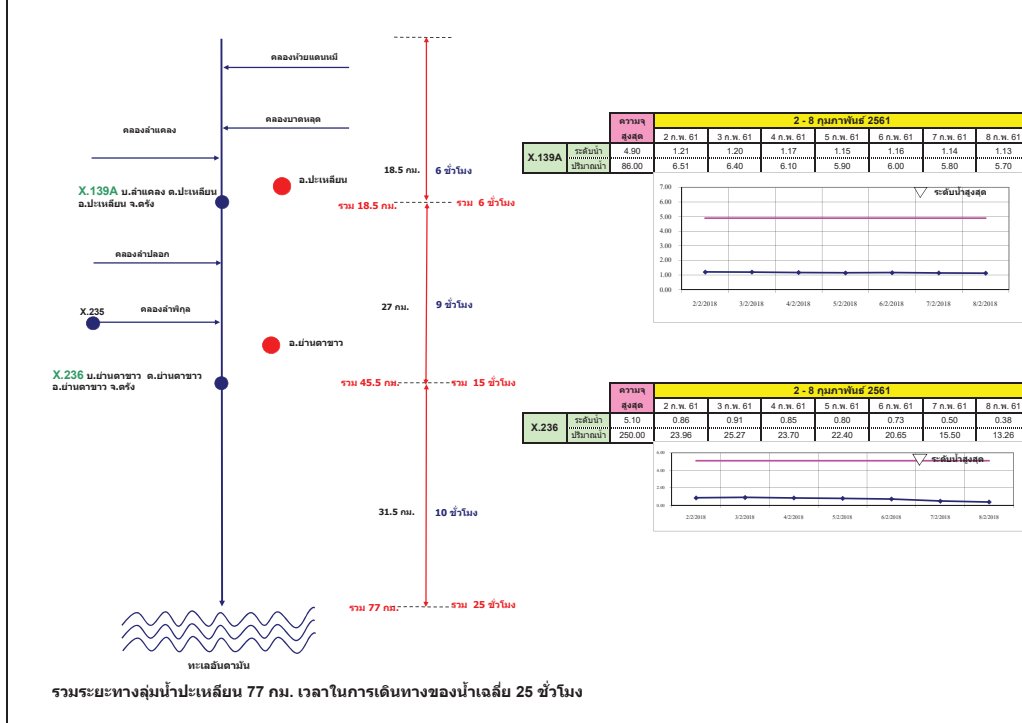 คลองห้วยแดนหมี
คลองบาดหลุด
คลองลำแคลง
18.5 กม. 6 ชั่วโมง
อ.ปะเหลียน
X.139A บ.ลำแคลง ต.ปะเหลียน
อ.ปะเหลียน จ.ตรัง
รวม 18.5 กม. รวม 6 ชั่วโมง
คลองลำปลอก
27 กม. 9 ชั่วโมง
X.235 คลองลำพิกุล
อ.ย่านตาขาว
X.236 บ.ย่านตาขาว ต.ย่านตาขาว
อ.ย่านตาขาว จ.ตรัง
รวม 45.5 กม. รวม 15 ชั่วโมง
31.5 กม. 10 ชั่วโมง
รวม 77 กม. รวม 25 ชั่วโมง
ทะเลอันดามัน
รวมระยะทางลุ่มน้ำปะเหลียน 77 กม. เวลาในการเดินทางของน้ำเฉลี่ย 25 ชั่วโมง
ความจุ 2 - 8 กุมภาพันธ์ 2561
สูงสุด 2 ก.พ. 61 3 ก.พ. 61 4 ก.พ. 61 5 ก.พ. 61 6 ก.พ. 61 7 ก.พ. 61 8 ก.พ. 61
X.139A ระดับน้ำ 4.90 1.21 1.20 1.17 1.15 1.16 1.14 1.13
ปริมาณน้ำ 86.00 6.51 6.40 6.10 5.90 6.00 5.80 5.70
ระดับน้ำสูงสุด
7.00
6.00
5.00
4.00
3.00
2.00
1.00
0.00
2/2/2018 3/2/2018 4/2/2018 5/2/2018 6/2/2018 7/2/2018 8/2/2018
ความจุ 2 - 8 กุมภาพันธ์ 2561
สูงสุด 2 ก.พ. 61 3 ก.พ. 61 4 ก.พ. 61 5 ก.พ. 61 6 ก.พ. 61 7 ก.พ. 61 8 ก.พ. 61
X.236 ระดับน้ำ 5.10 0.86 0.91 0.85 0.80 0.73 0.50 0.38
ปริมาณน้ำ 250.00 23.96 25.27 23.70 22.40 20.65 15.50 13.26
ระดับน้ำสูงสุด
6.00
4.00
2.00
0.00
2/2/2018 3/2/2018 4/2/2018 5/2/2018 6/2/2018 7/2/2018 8/2/2018